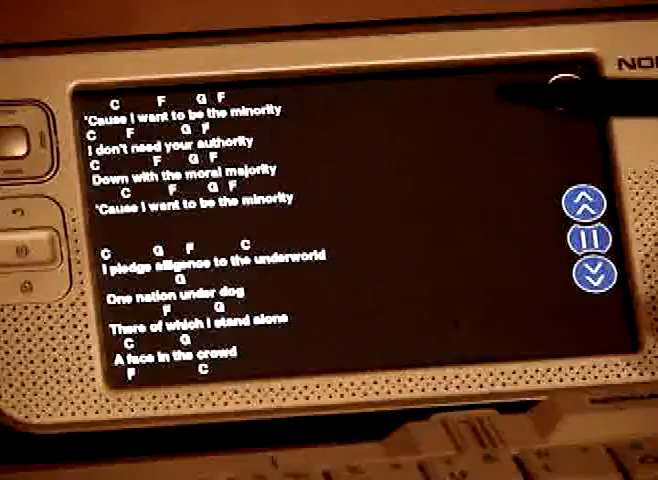 NO
C F G F
'Cause I want to be the minority
C F G F
I don't need your authority
C F G F
Down with the moral majority
C F G F
'Cause I want to be the minority
C G F C
I pledge alligence to the underworld
G
One nation under dog
F G
There of which I stand alone
C G
A face in the crowd
F C